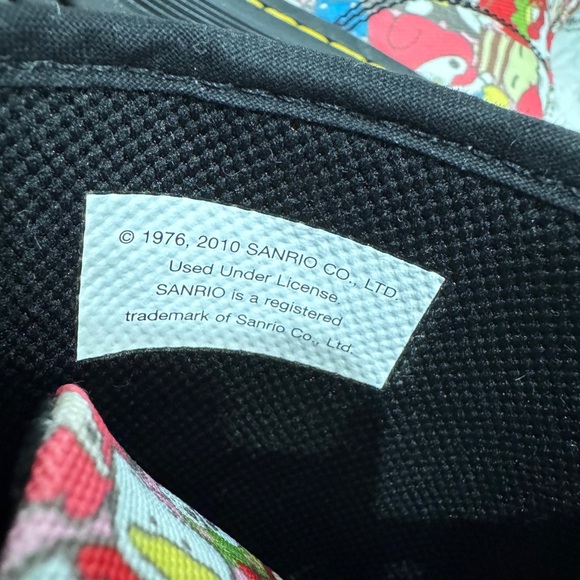 © 1976, 2010 SANRIO CO., LTD.
Used Under License.
SANRIO is a registered
trademark of Sanrio Co., Ltd.